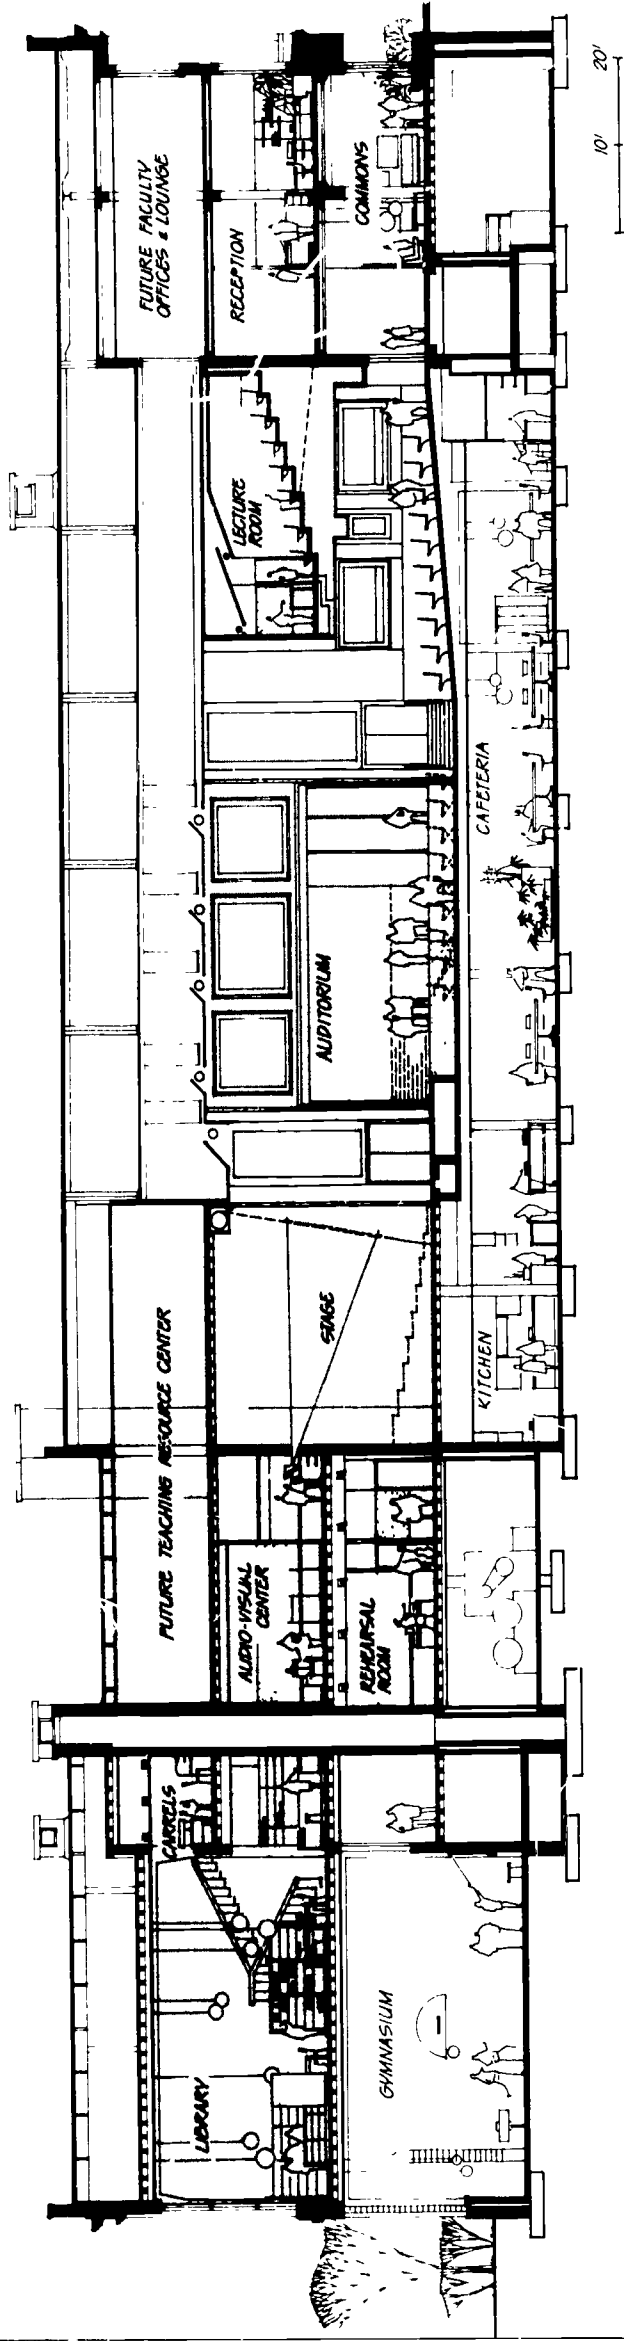 FUTURE FACULTY
OFFICES & LOUNGE
RECEPTION
COMMONS
LECTURE
ROOM
AUDITORIUM
CAFETERIA
FUTURE TEACHING RESOURCE CENTER
STAGE
KITCHEN
AUDIO-VISUAL
CENTER
REHEARSAL
ROOM
CARRELS
LIBRARY
GYMNASIUM
10'
20'